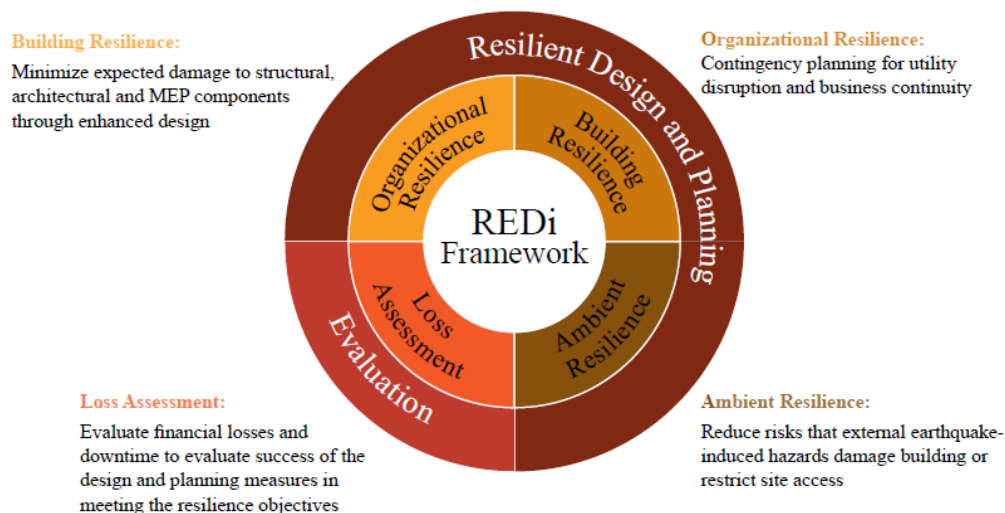 Building Resilience:
Minimize expected damage to structural,
architectural and MEP components
through enhanced design
Organizational Resilience:
Contingency planning for utility
disruption and business continuity
Resilient Design and Planning
Organizational
Resilience
Building
Resilience
REDi
Framework
Loss
Assessment
Ambient
Resilience
Evaluation
Loss Assessment:
Evaluate financial losses and
downtime to evaluate success of the
design and planning measures in
meeting the resilience objectives
Ambient Resilience:
Reduce risks that external earthquake-
induced hazards damage building or
restrict site access